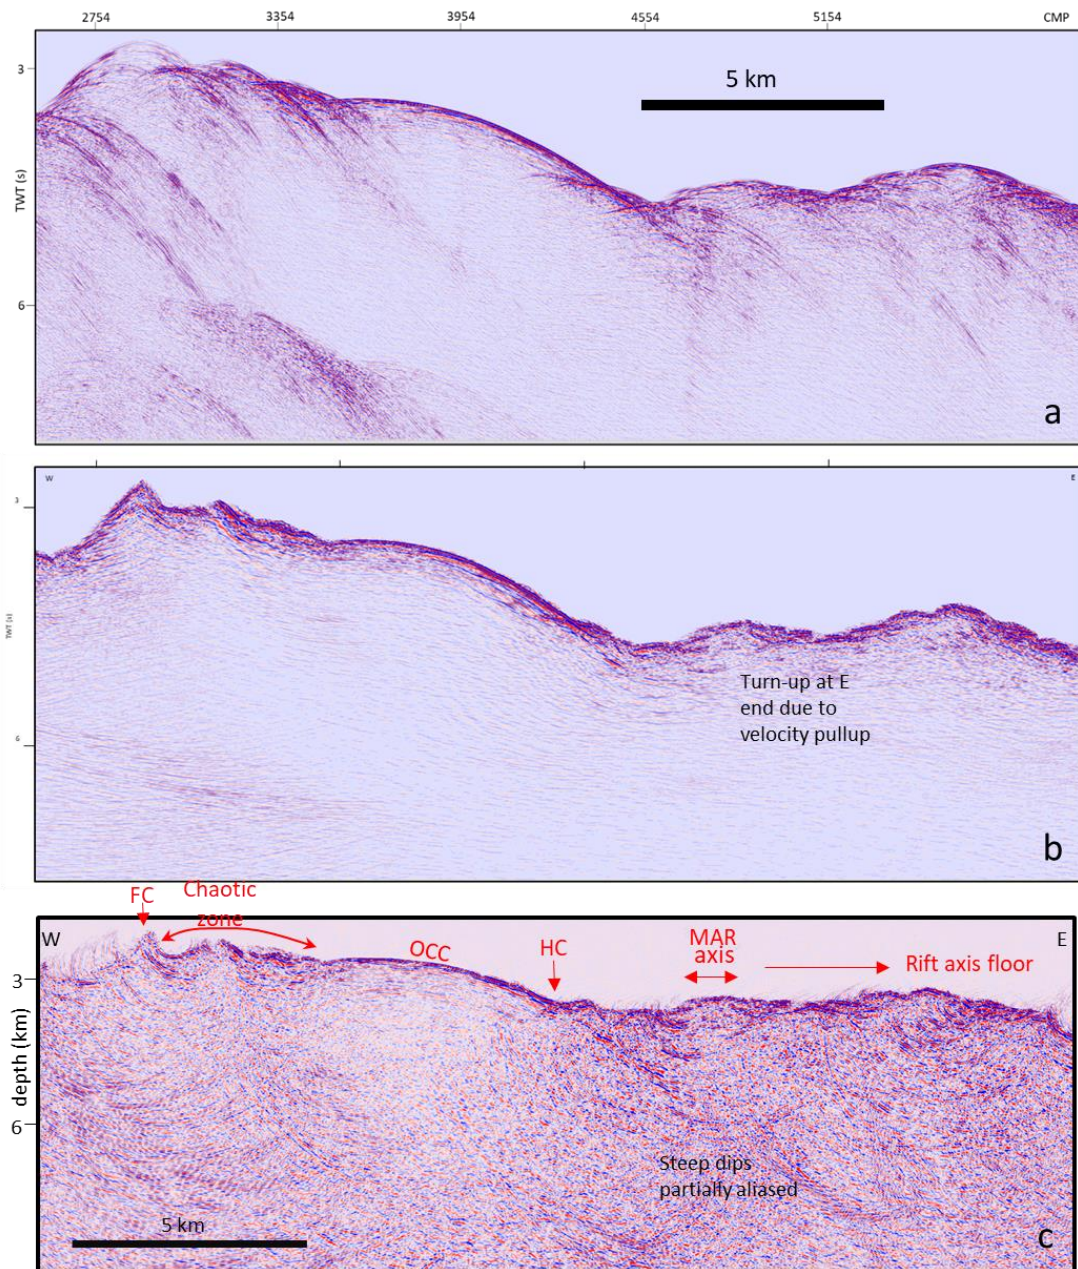 2754 3354 3954 4554 5154 CMP
3
5 km
TWT (s)
6
a
W E
3
TWT (s)
Turn-up at E
end due to
velocity pullup
6
b
FC Chaotic
zone
W OCC HC MAR
axis E
Rift axis floor
3
depth (km)
6
Steep dips
partially aliased
5 km
c